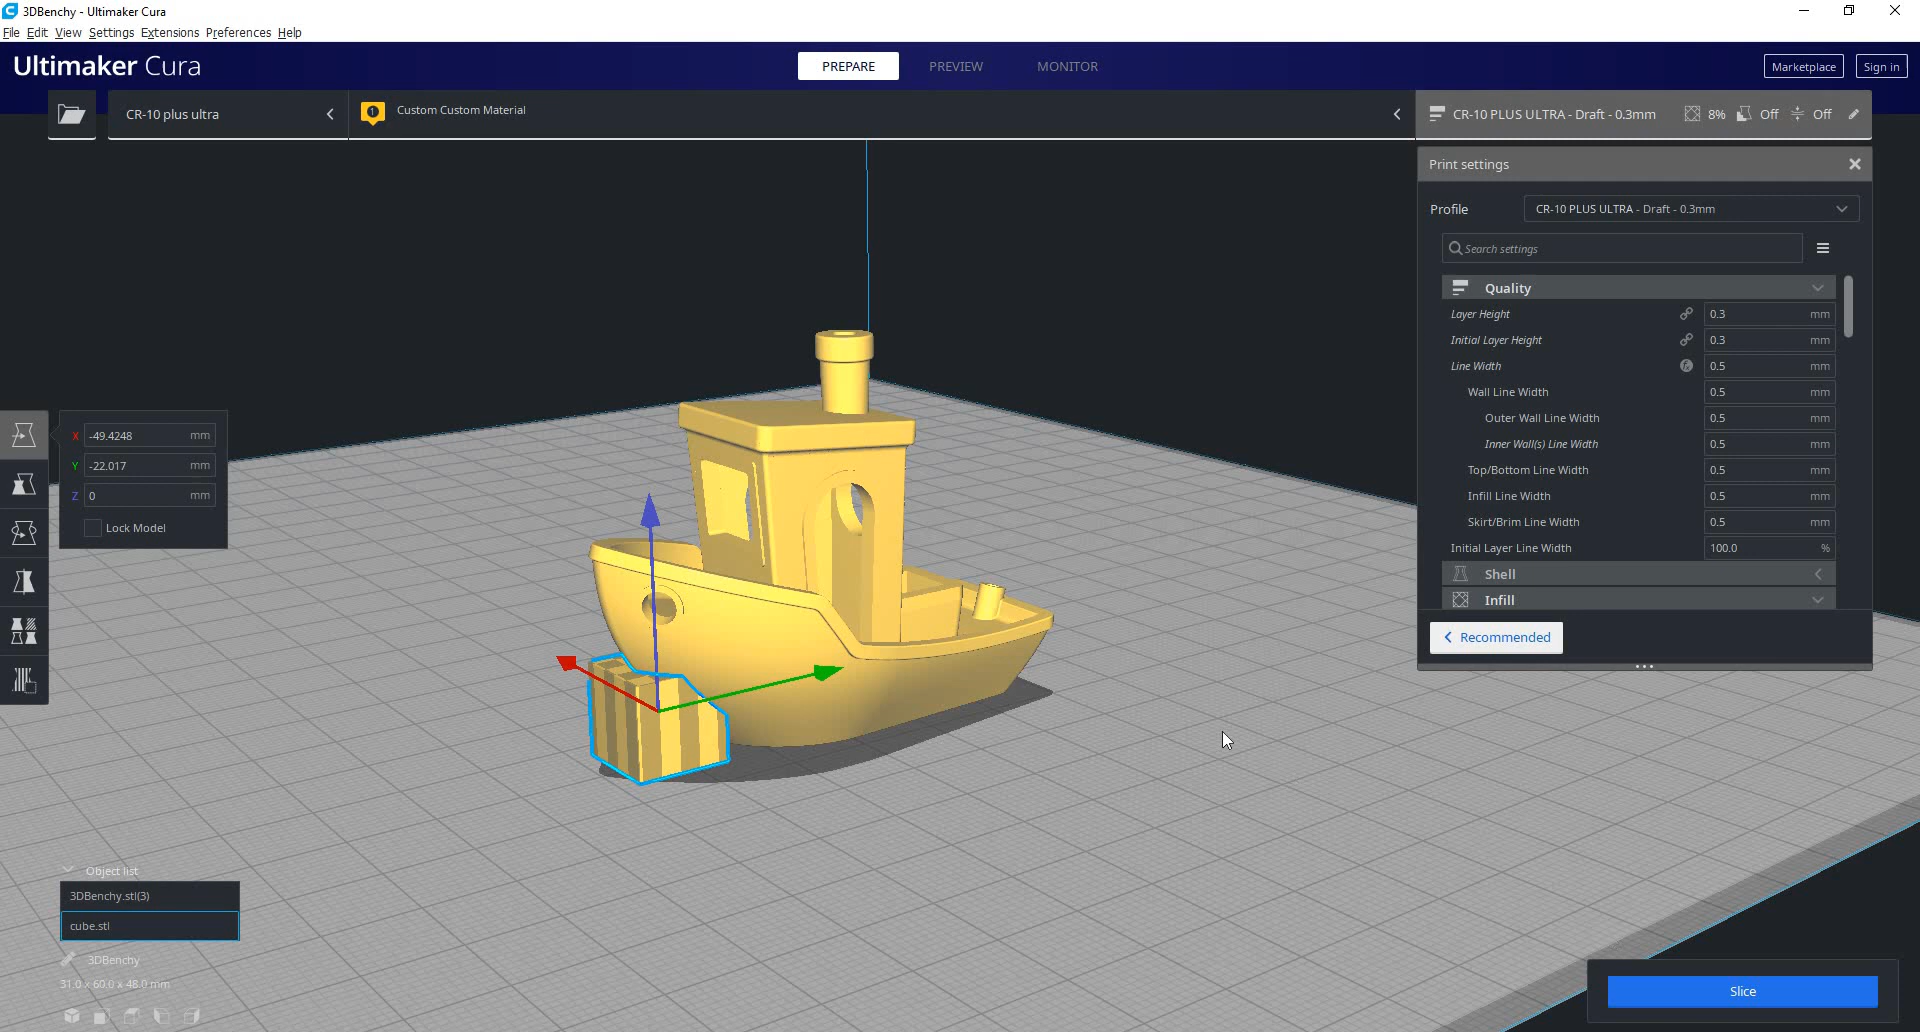 3DBenchy - Ultimaker Cura
File Edit View Settings Extensions Preferences Help
Ultimaker Cura
PREPARE PREVIEW MONITOR
Marketplace Sign in
CR-10 plus ultra
1
Custom Custom Material
CR-10 PLUS ULTRA - Draft - 0.3mm 8% Off Off
Print settings
Profile CR-10 PLUS ULTRA - Draft - 0.3mm
Search settings
Quality
Layer Height 0.3 mm
Initial Layer Height 0.3 mm
Line Width 0.5 mm
Wall Line Width 0.5 mm
Outer Wall Line Width 0.5 mm
Inner Wall(s) Line Width 0.5 mm
Top/Bottom Line Width 0.5 mm
Infill Line Width 0.5 mm
Skirt/Brim Line Width 0.5 mm
Initial Layer Line Width 100.0 %
Shell
Infill
Recommended
X -49.4248 mm
Y -22.017 mm
Z 0 mm
Lock Model
Object list
3DBenchy.stl(3)
cube.stl
3DBenchy
31.0 x 60.0 x 48.0 mm
Slice